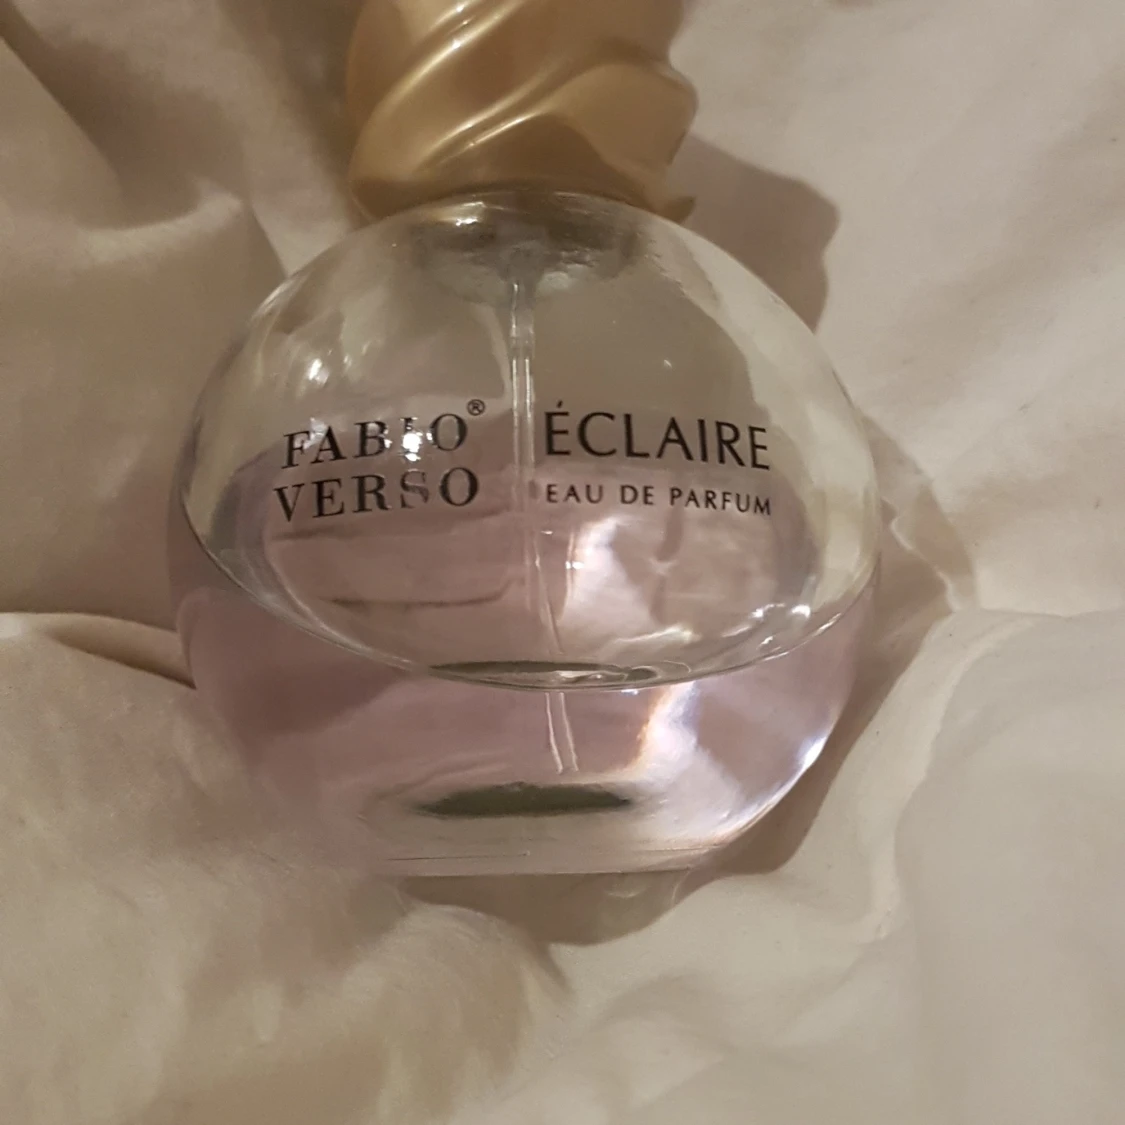 FABIO®
VERSO
ÉCLAIRE
EAU DE PARFUM